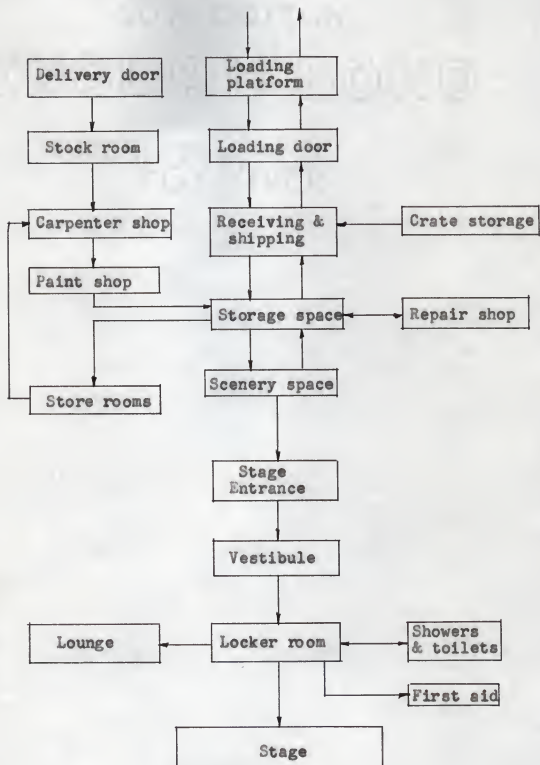 Delivery door
Loading
platform
Stock room
Loading door
Carpenter shop
Receiving &
shipping
Crate storage
Paint shop
Storage space
Repair shop
Store rooms
Scenery space
Stage
Entrance
Vestibule
Lounge
Locker room
Showers
& toilets
First aid
Stage